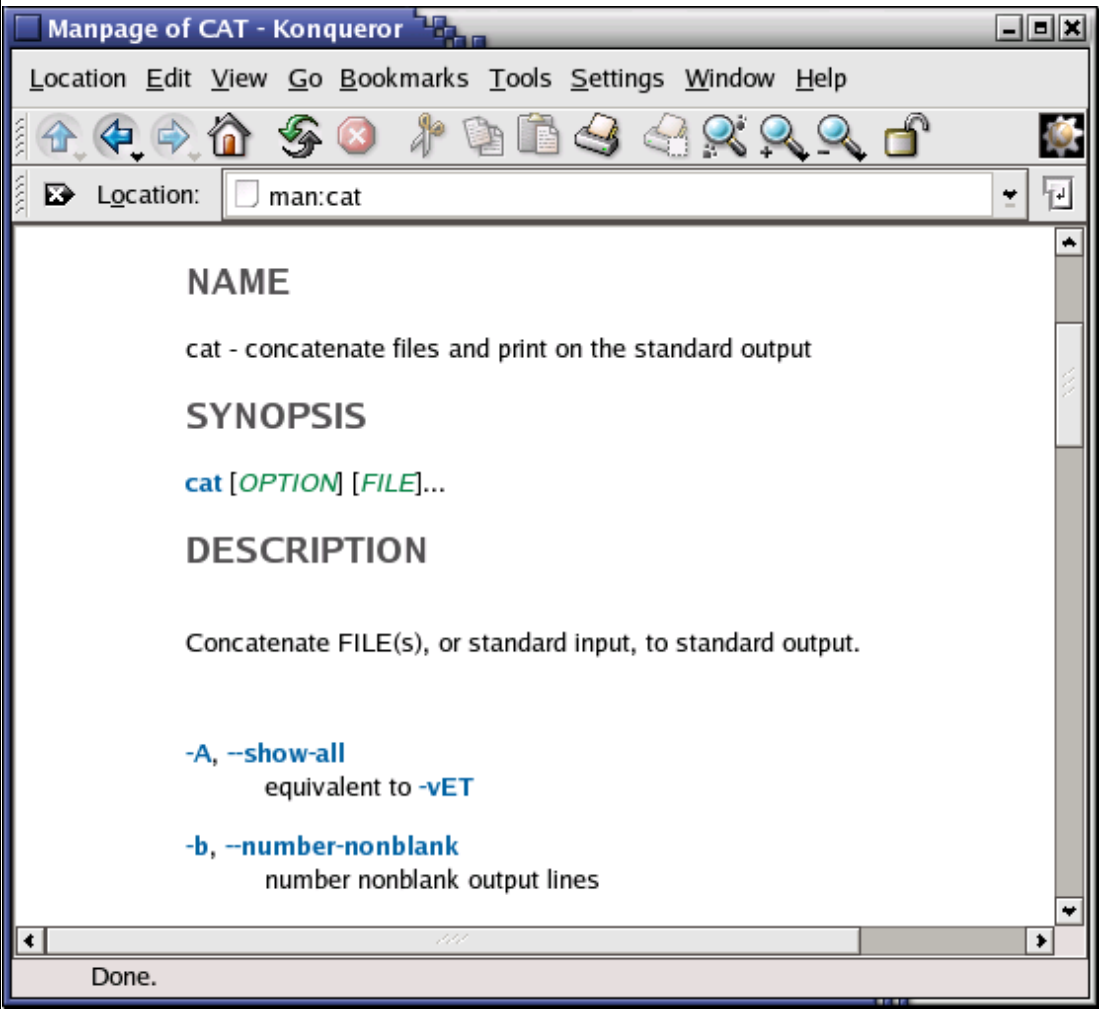 Manpage of CAT - Konqueror
Location Edit View Go Bookmarks Tools Settings Window Help
Location: man:cat
NAME
cat - concatenate files and print on the standard output
SYNOPSIS
cat [OPTION] [FILE]...
DESCRIPTION
Concatenate FILE(s), or standard input, to standard output.
-A, --show-all
equivalent to -vET
-b, --number-nonblank
number nonblank output lines
Done.